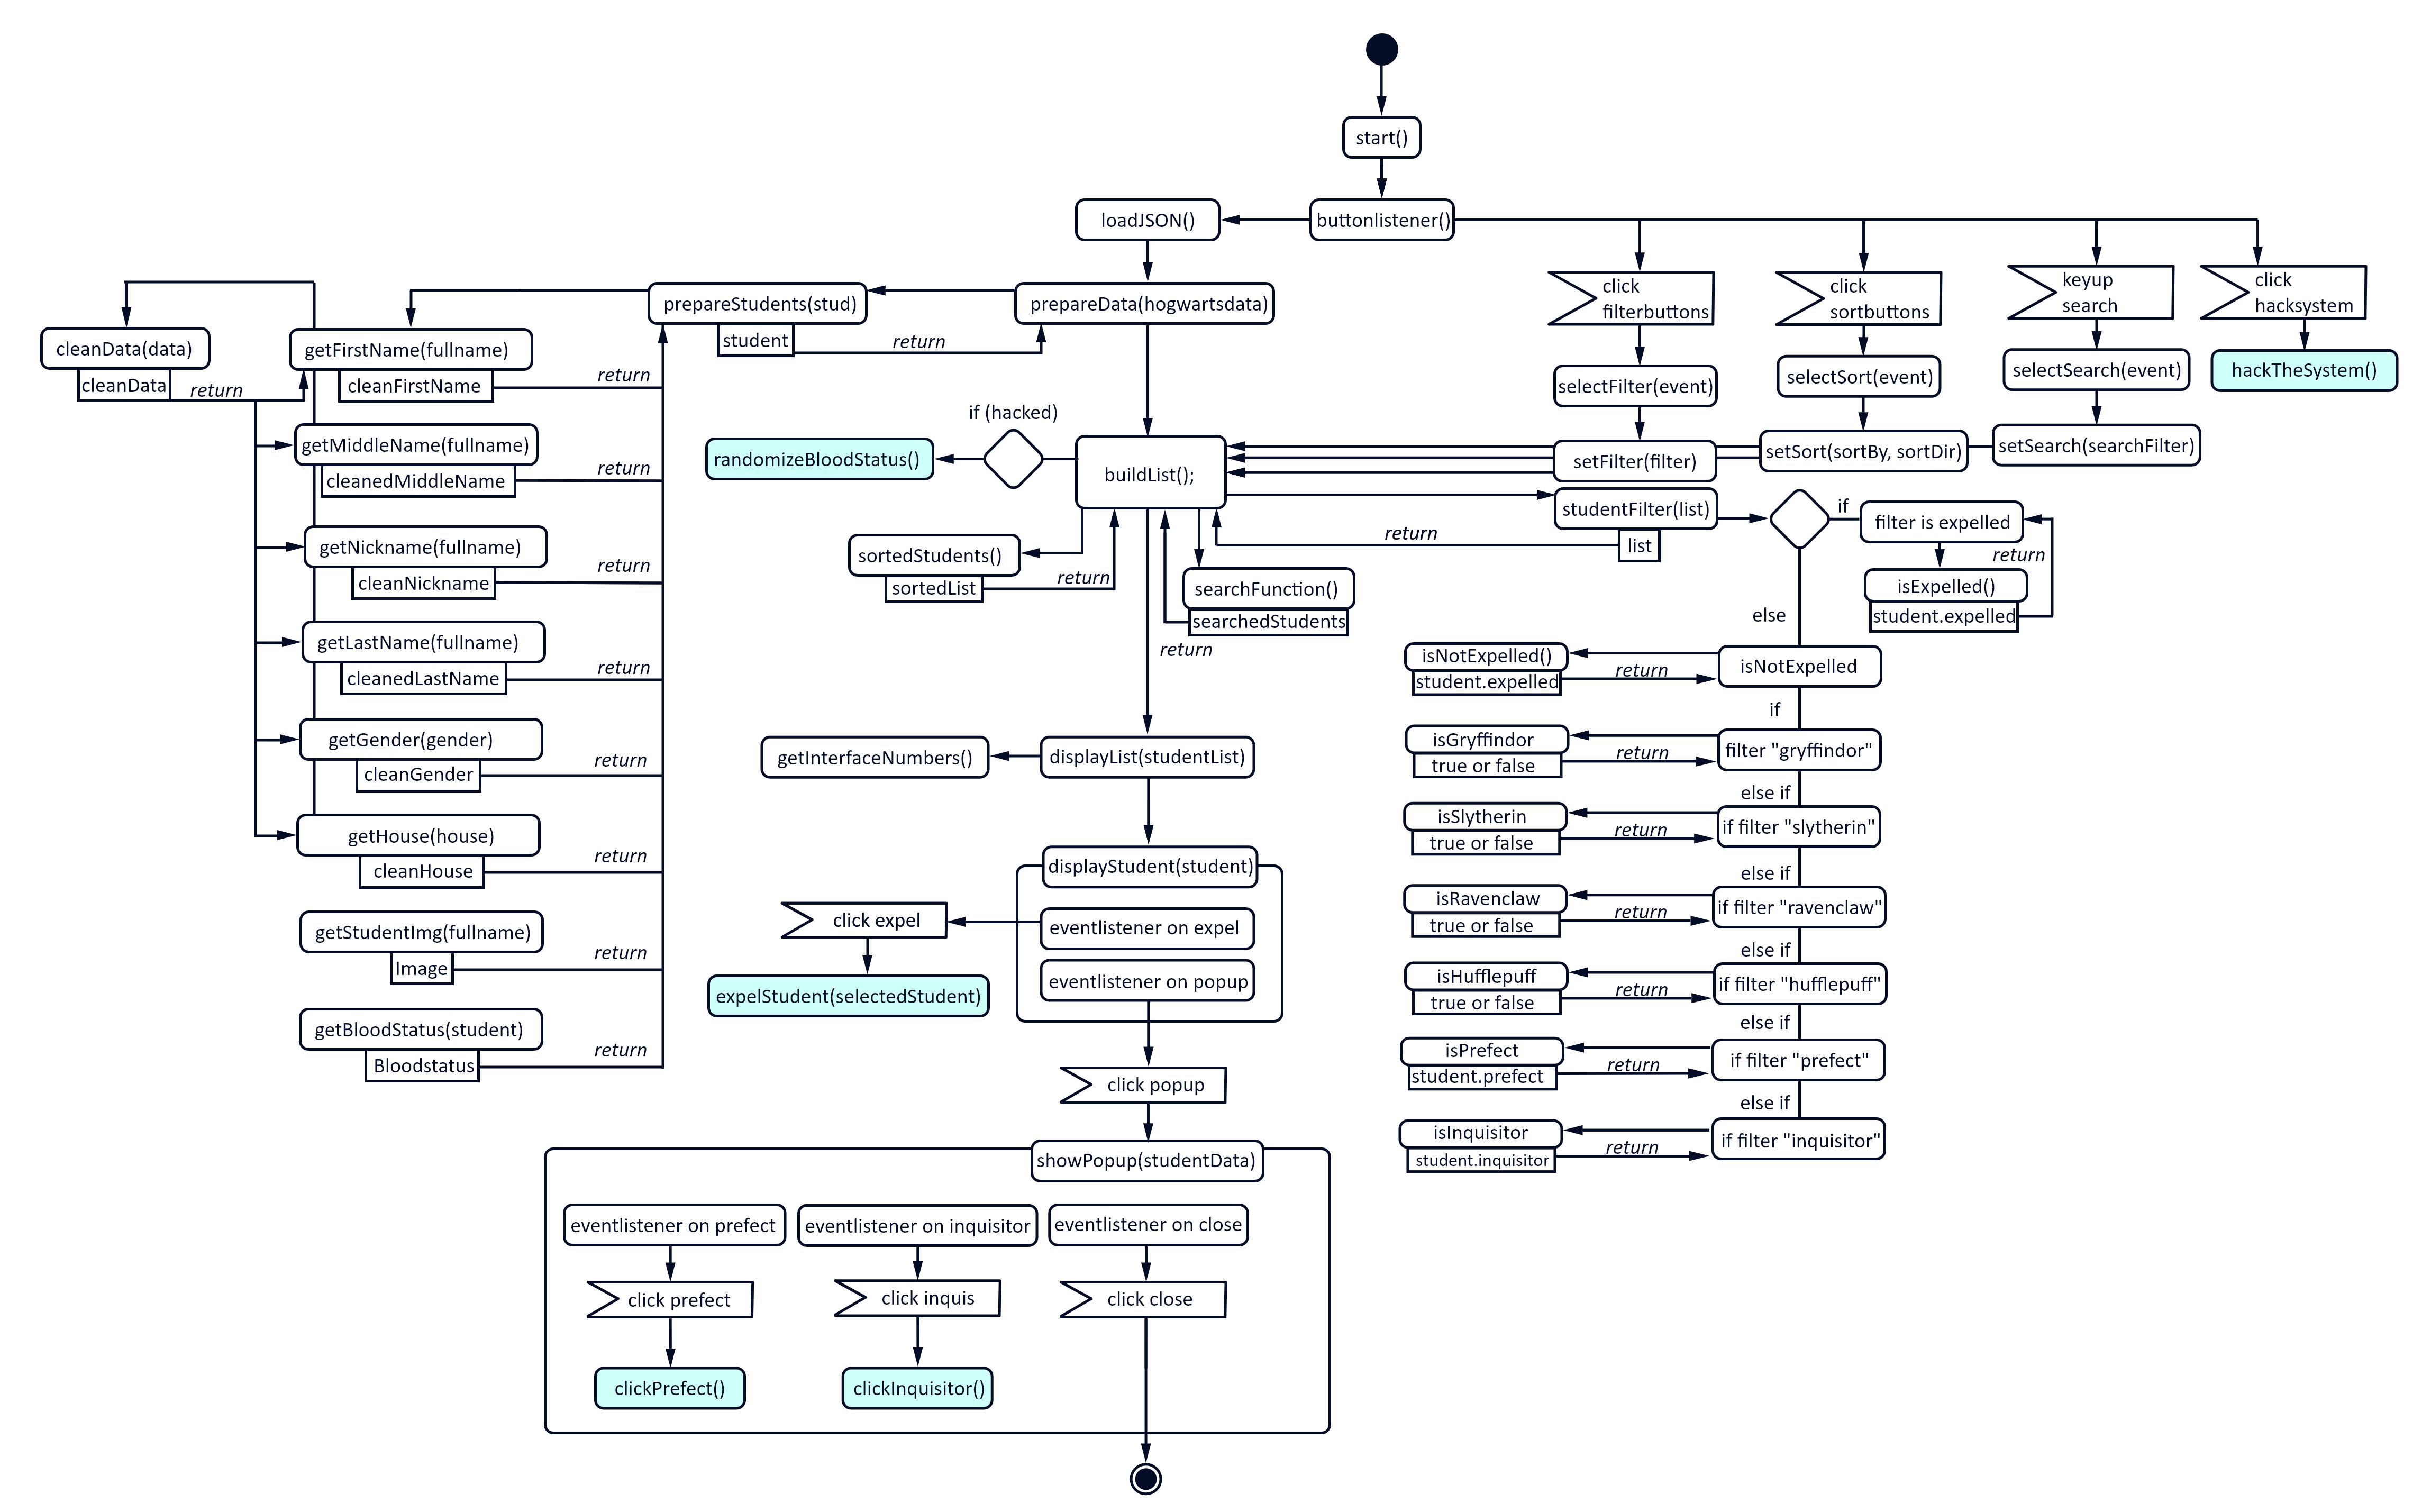 start()
loadJSON()
buttonlistener()
prepareStudents(stud)
student
return
prepareData(hogwartsdata)
click
filterbuttons
click
sortbuttons
keyup
search
click
hacksystem
cleanData(data)
cleanData
return
getFirstName(fullname)
cleanFirstName
return
selectFilter(event)
selectSort(event)
selectSearch(event)
hackTheSystem()
getMiddleName(fullname)
cleanedMiddleName
return
if (hacked)
randomizeBloodStatus()
buildList();
setFilter(filter)
setSort(sortBy, sortDir)
setSearch(searchFilter)
studentFilter(list)
list
return
if
filter is expelled
return
isExpelled()
student.expelled
else
getNickname(fullname)
cleanNickname
return
sortedStudents()
sortedList
return
searchFunction()
searchedStudents
return
getLastName(fullname)
cleanedLastName
return
isNotExpelled()
student.expelled
return
isNotExpelled
if
getGender(gender)
cleanGender
return
getInterfaceNumbers()
displayList(studentList)
isGryffindor
true or false
return
filter "gryffindor"
else if
getHouse(house)
cleanHouse
return
isSlytherin
true or false
return
if filter "slytherin"
else if
displayStudent(student)
eventlistener on expel
eventlistener on popup
click expel
expelStudent(selectedStudent)
isRavenclaw
true or false
return
if filter "ravenclaw"
else if
getStudentImg(fullname)
Image
return
isHufflepuff
true or false
return
if filter "hufflepuff"
else if
getBloodStatus(student)
Bloodstatus
return
isPrefect
student.prefect
return
if filter "prefect"
else if
click popup
isInquisitor
student.inquisitor
return
if filter "inquisitor"
showPopup(studentData)
eventlistener on prefect
eventlistener on inquisitor
eventlistener on close
click prefect
click inquis
click close
clickPrefect()
clickInquisitor()